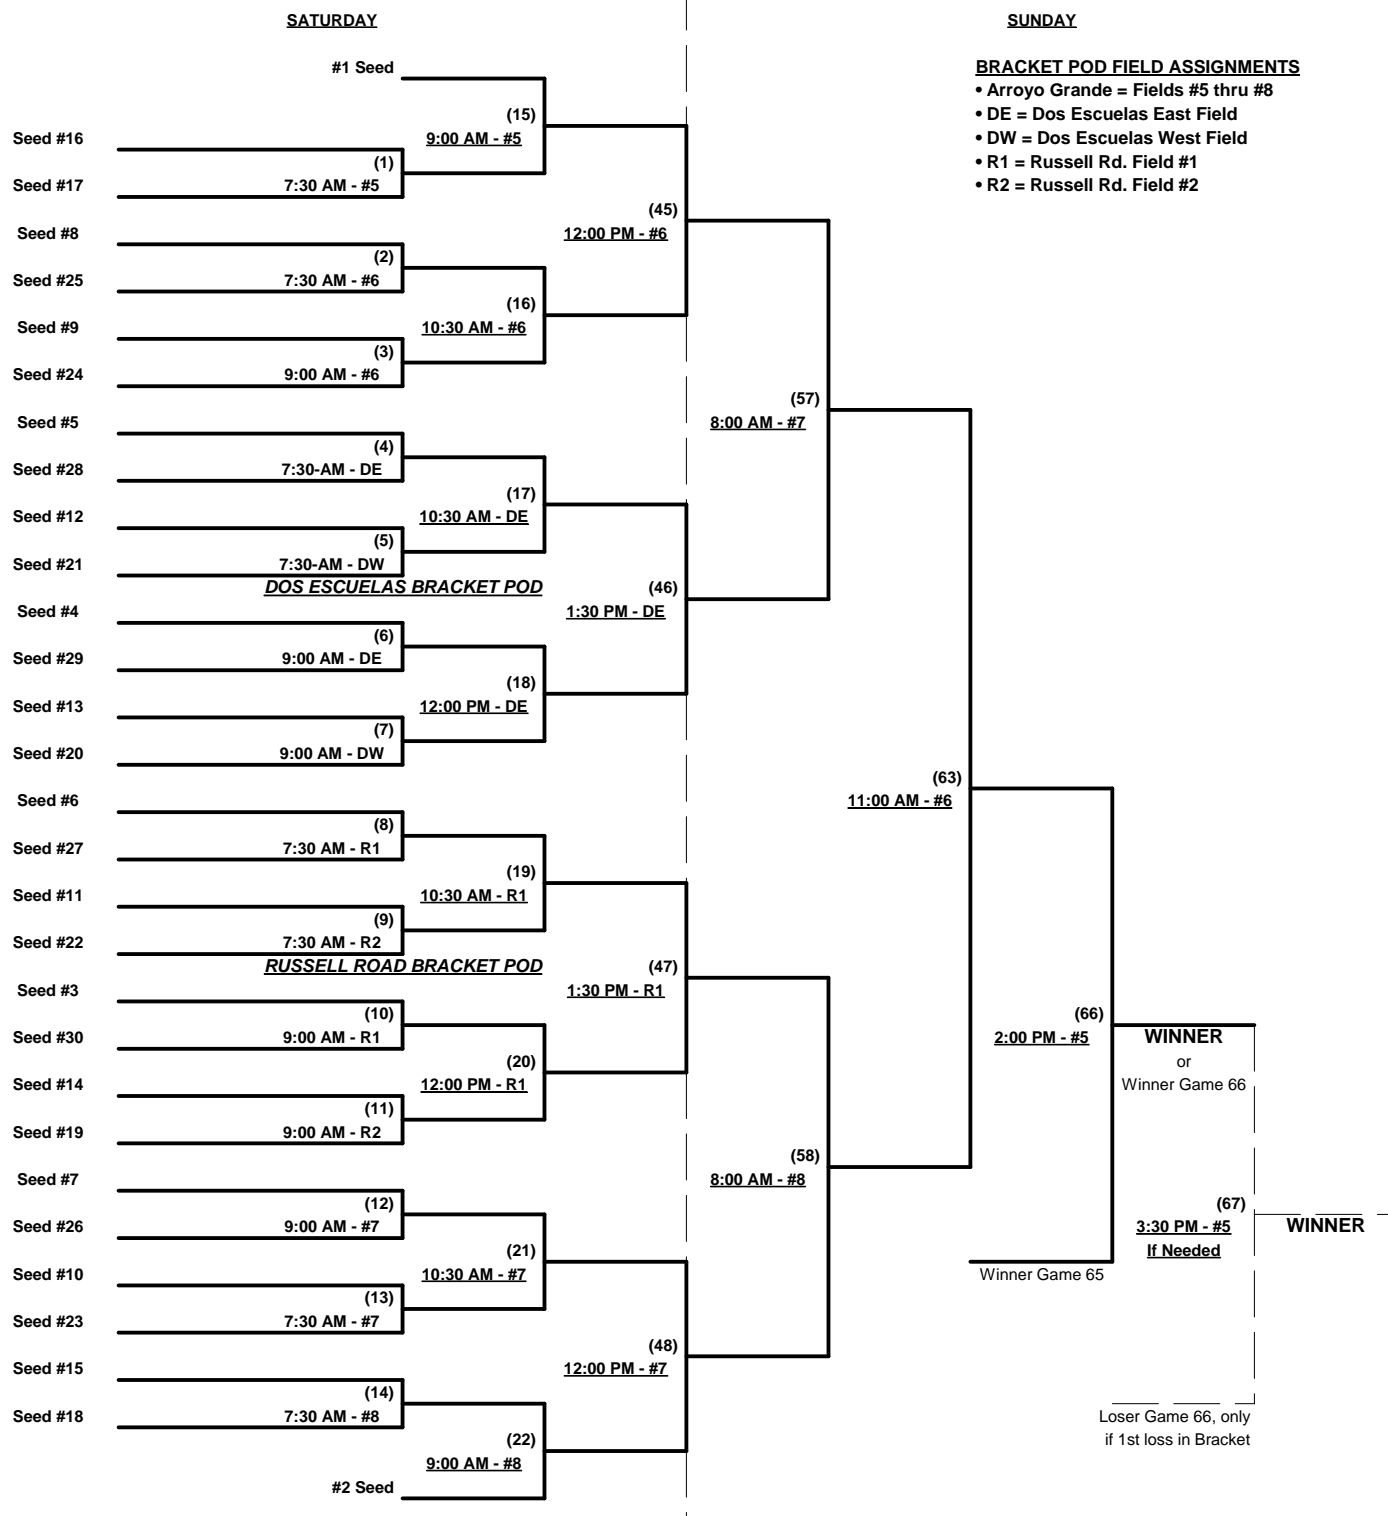 SATURDAY
SUNDAY
#1 Seed
BRACKET POD FIELD ASSIGNMENTS
• Arroyo Grande = Fields #5 thru #8
(15)
• DE = Dos Escuelas East Field
Seed #16
9:00 AM - #5
• DW = Dos Escuelas West Field
(1)
• R1 = Russell Rd. Field #1
Seed #17
7:30 AM - #5
• R2 = Russell Rd. Field #2
(45)
Seed #8
12:00 PM - #6
(2)
Seed #25
7:30 AM - #6
(16)
Seed #9
10:30 AM - #6
(3)
Seed #24
9:00 AM - #6
(57)
Seed #5
8:00 AM - #7
(4)
Seed #28
7:30-AM - DE
(17)
Seed #12
10:30 AM - DE
(5)
Seed #21
7:30-AM - DW
DOS ESCUELAS BRACKET POD
(46)
Seed #4
1:30 PM - DE
(6)
Seed #29
9:00 AM - DE
(18)
Seed #13
12:00 PM - DE
(7)
Seed #20
9:00 AM - DW
(63)
Seed #6
11:00 AM - #6
(8)
Seed #27
7:30 AM - R1
(19)
Seed #11
10:30 AM - R1
(9)
Seed #22
7:30 AM - R2
RUSSELL ROAD BRACKET POD
(47)
Seed #3
1:30 PM - R1
(10)
(66)
Seed #30
9:00 AM - R1
2:00 PM - #5
WINNER
(20)
or
Seed #14
12:00 PM - R1
Winner Game 66
(11)
Seed #19
9:00 AM - R2
(58)
Seed #7
8:00 AM - #8
(12)
(67)
Seed #26
9:00 AM - #7
3:30 PM - #5
WINNER
(21)
If Needed
Seed #10
10:30 AM - #7
Winner Game 65
(13)
Seed #23
7:30 AM - #7
(48)
Seed #15
12:00 PM - #7
(14)
Seed #18
7:30 AM - #8
Loser Game 66, only
(22)
if 1st loss in Bracket
9:00 AM - #8
#2 Seed